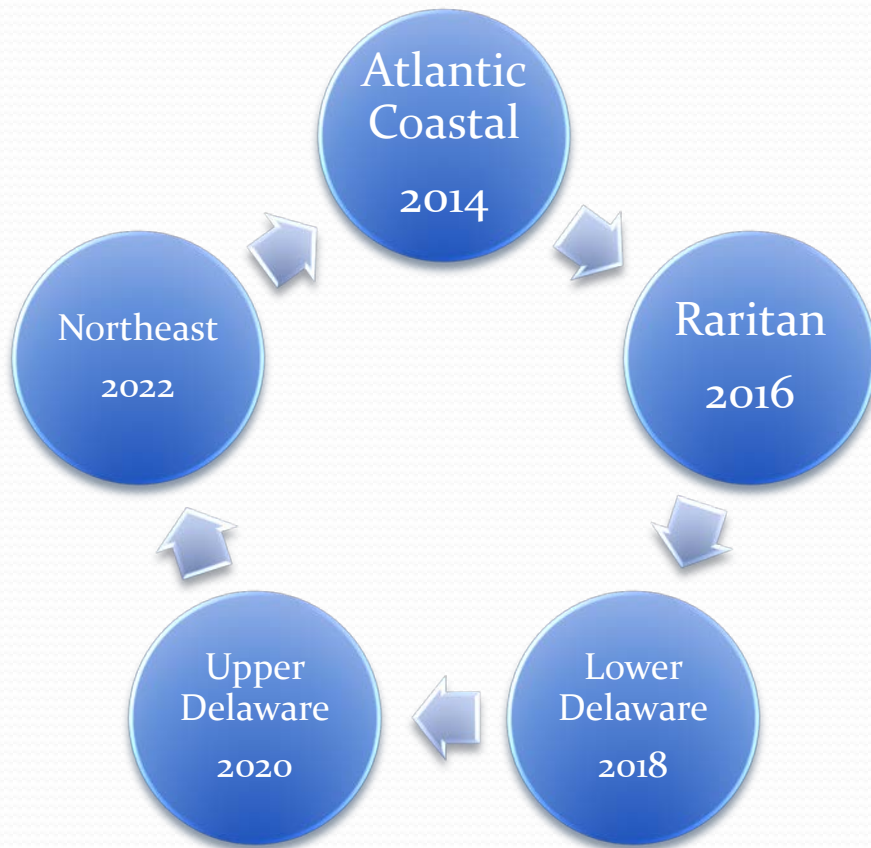 Atlantic
Coastal
2014
Raritan
2016
Lower
Delaware
2018
Upper
Delaware
2020
Northeast
2022